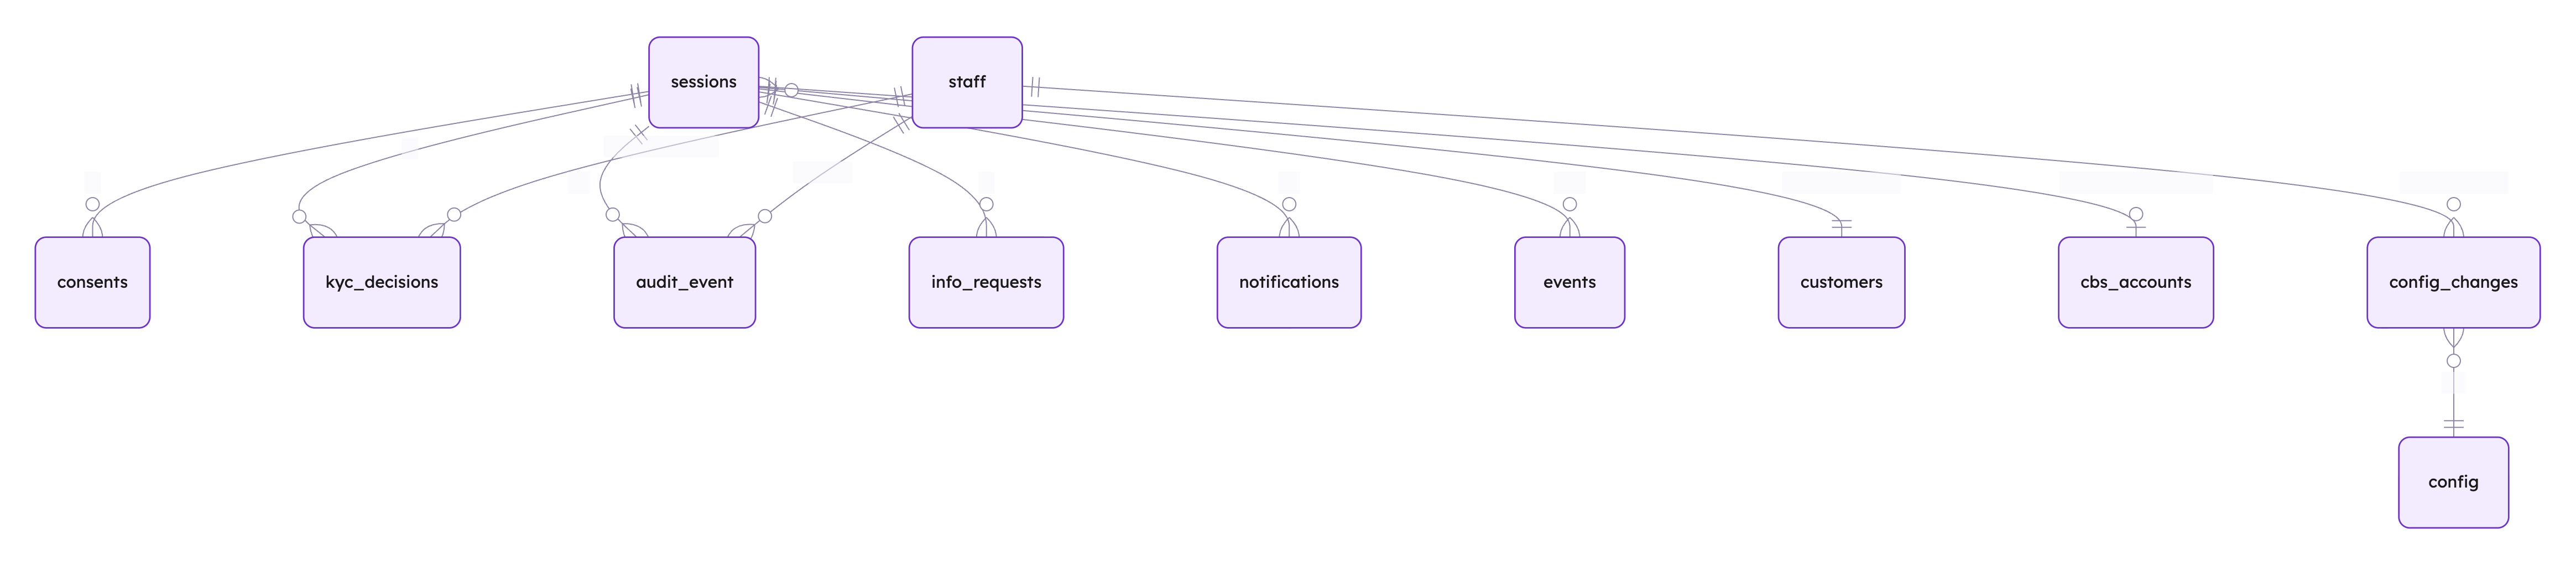 sessions
staff
consents
kyc_decisions
audit_event
info_requests
notifications
events
customers
cbs_accounts
config_changes
config